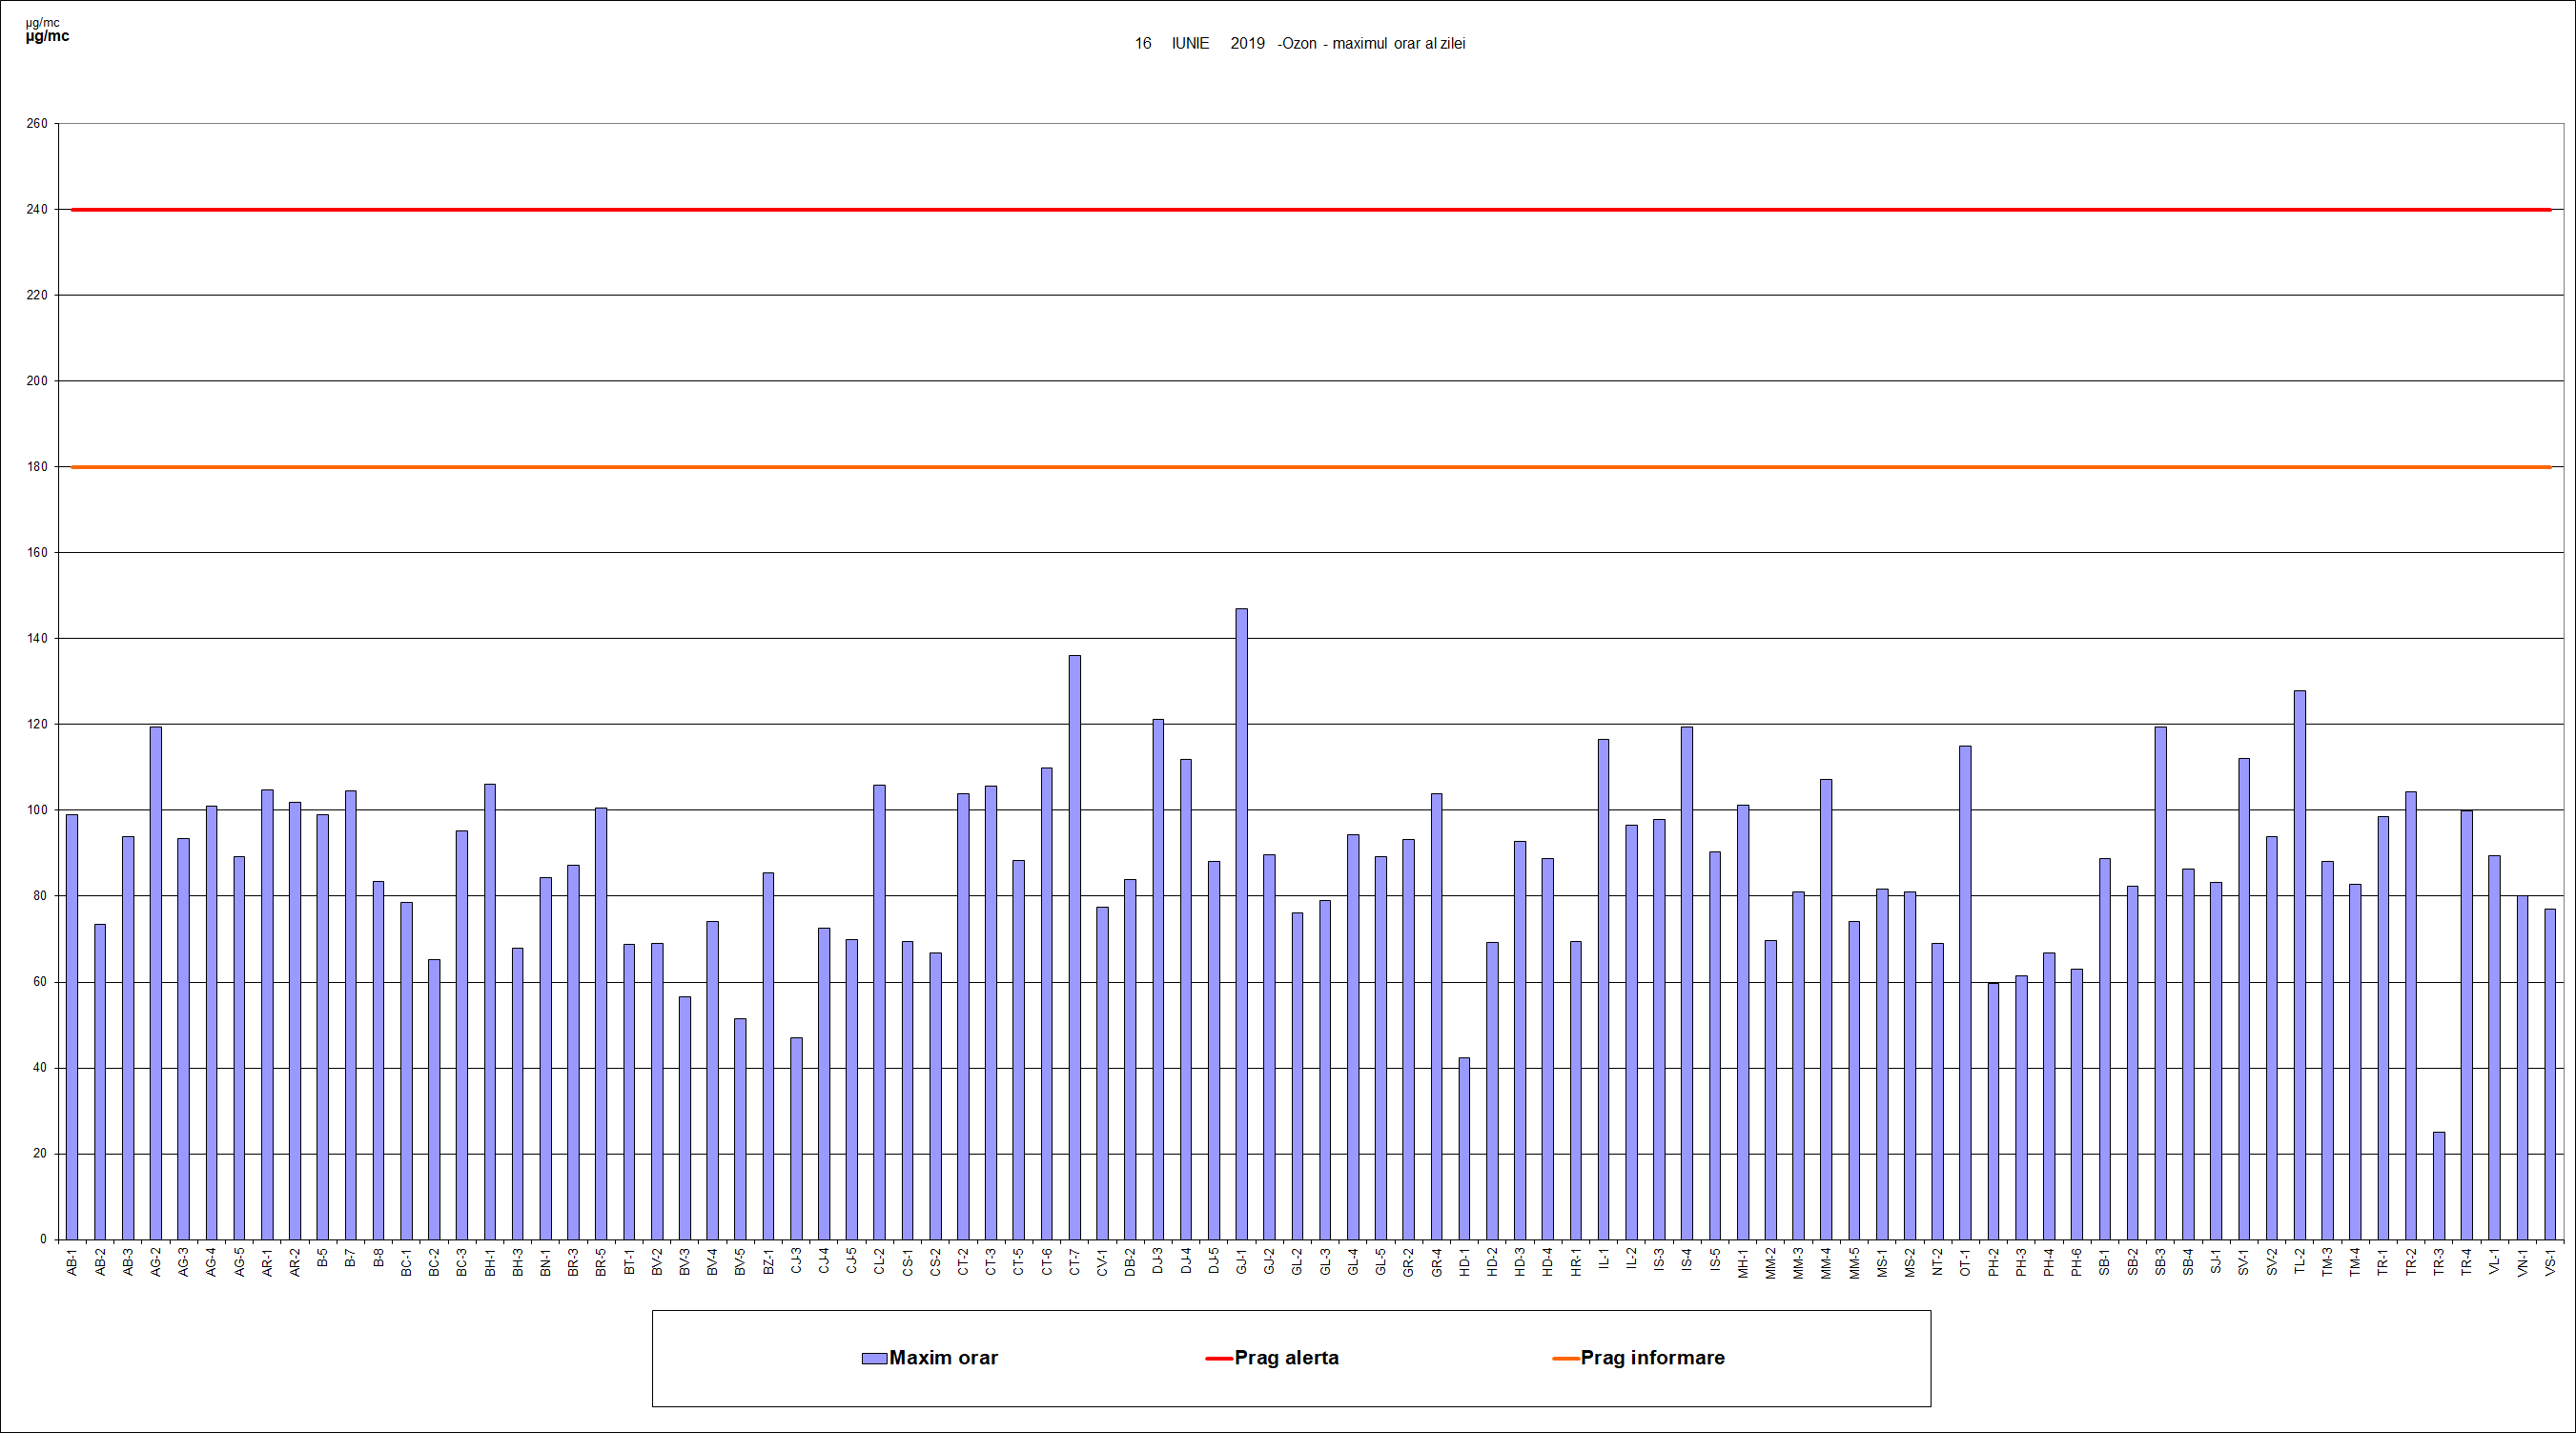 µg/mc
µg/mc
16 IUNIE 2019 -Ozon - maximul orar al zilei
260
240
220
200
180
160
140
120
100
80
60
40
20
0
AB-1 AB-2 AB-3 AG-2 AG-3 AG-4 AG-5 AR-1 AR-2 B-5 B-7 B-8 BC-1 BC-2 BC-3 BH-1 BH-3 BN-1 BR-3 BR-5 BT-1 BV-2 BV-3 BV-4 BV-5 BZ-1 CJ-3 CJ-4 CJ-5 CL-2 CS-1 CS-2 CT-2 CT-3 CT-5 CT-6 CT-7 CV-1 DB-2 DJ-3 DJ-4 DJ-5 GJ-1 GJ-2 GL-2 GL-3 GL-4 GL-5 GR-2 GR-4 HD-1 HD-2 HD-3 HD-4 HR-1 IL-1 IL-2 IS-3 IS-4 IS-5 MH-1 MM-2 MM-3 MM-4 MM-5 MS-1 MS-2 NT-2 OT-1 PH-2 PH-3 PH-4 PH-6 SB-1 SB-2 SB-3 SB-4 SJ-1 SV-1 SV-2 TL-2 TM-3 TM-4 TR-1 TR-2 TR-3 TR-4 VL-1 VN-1 VS-1
Maxim orar Prag alerta Prag informare